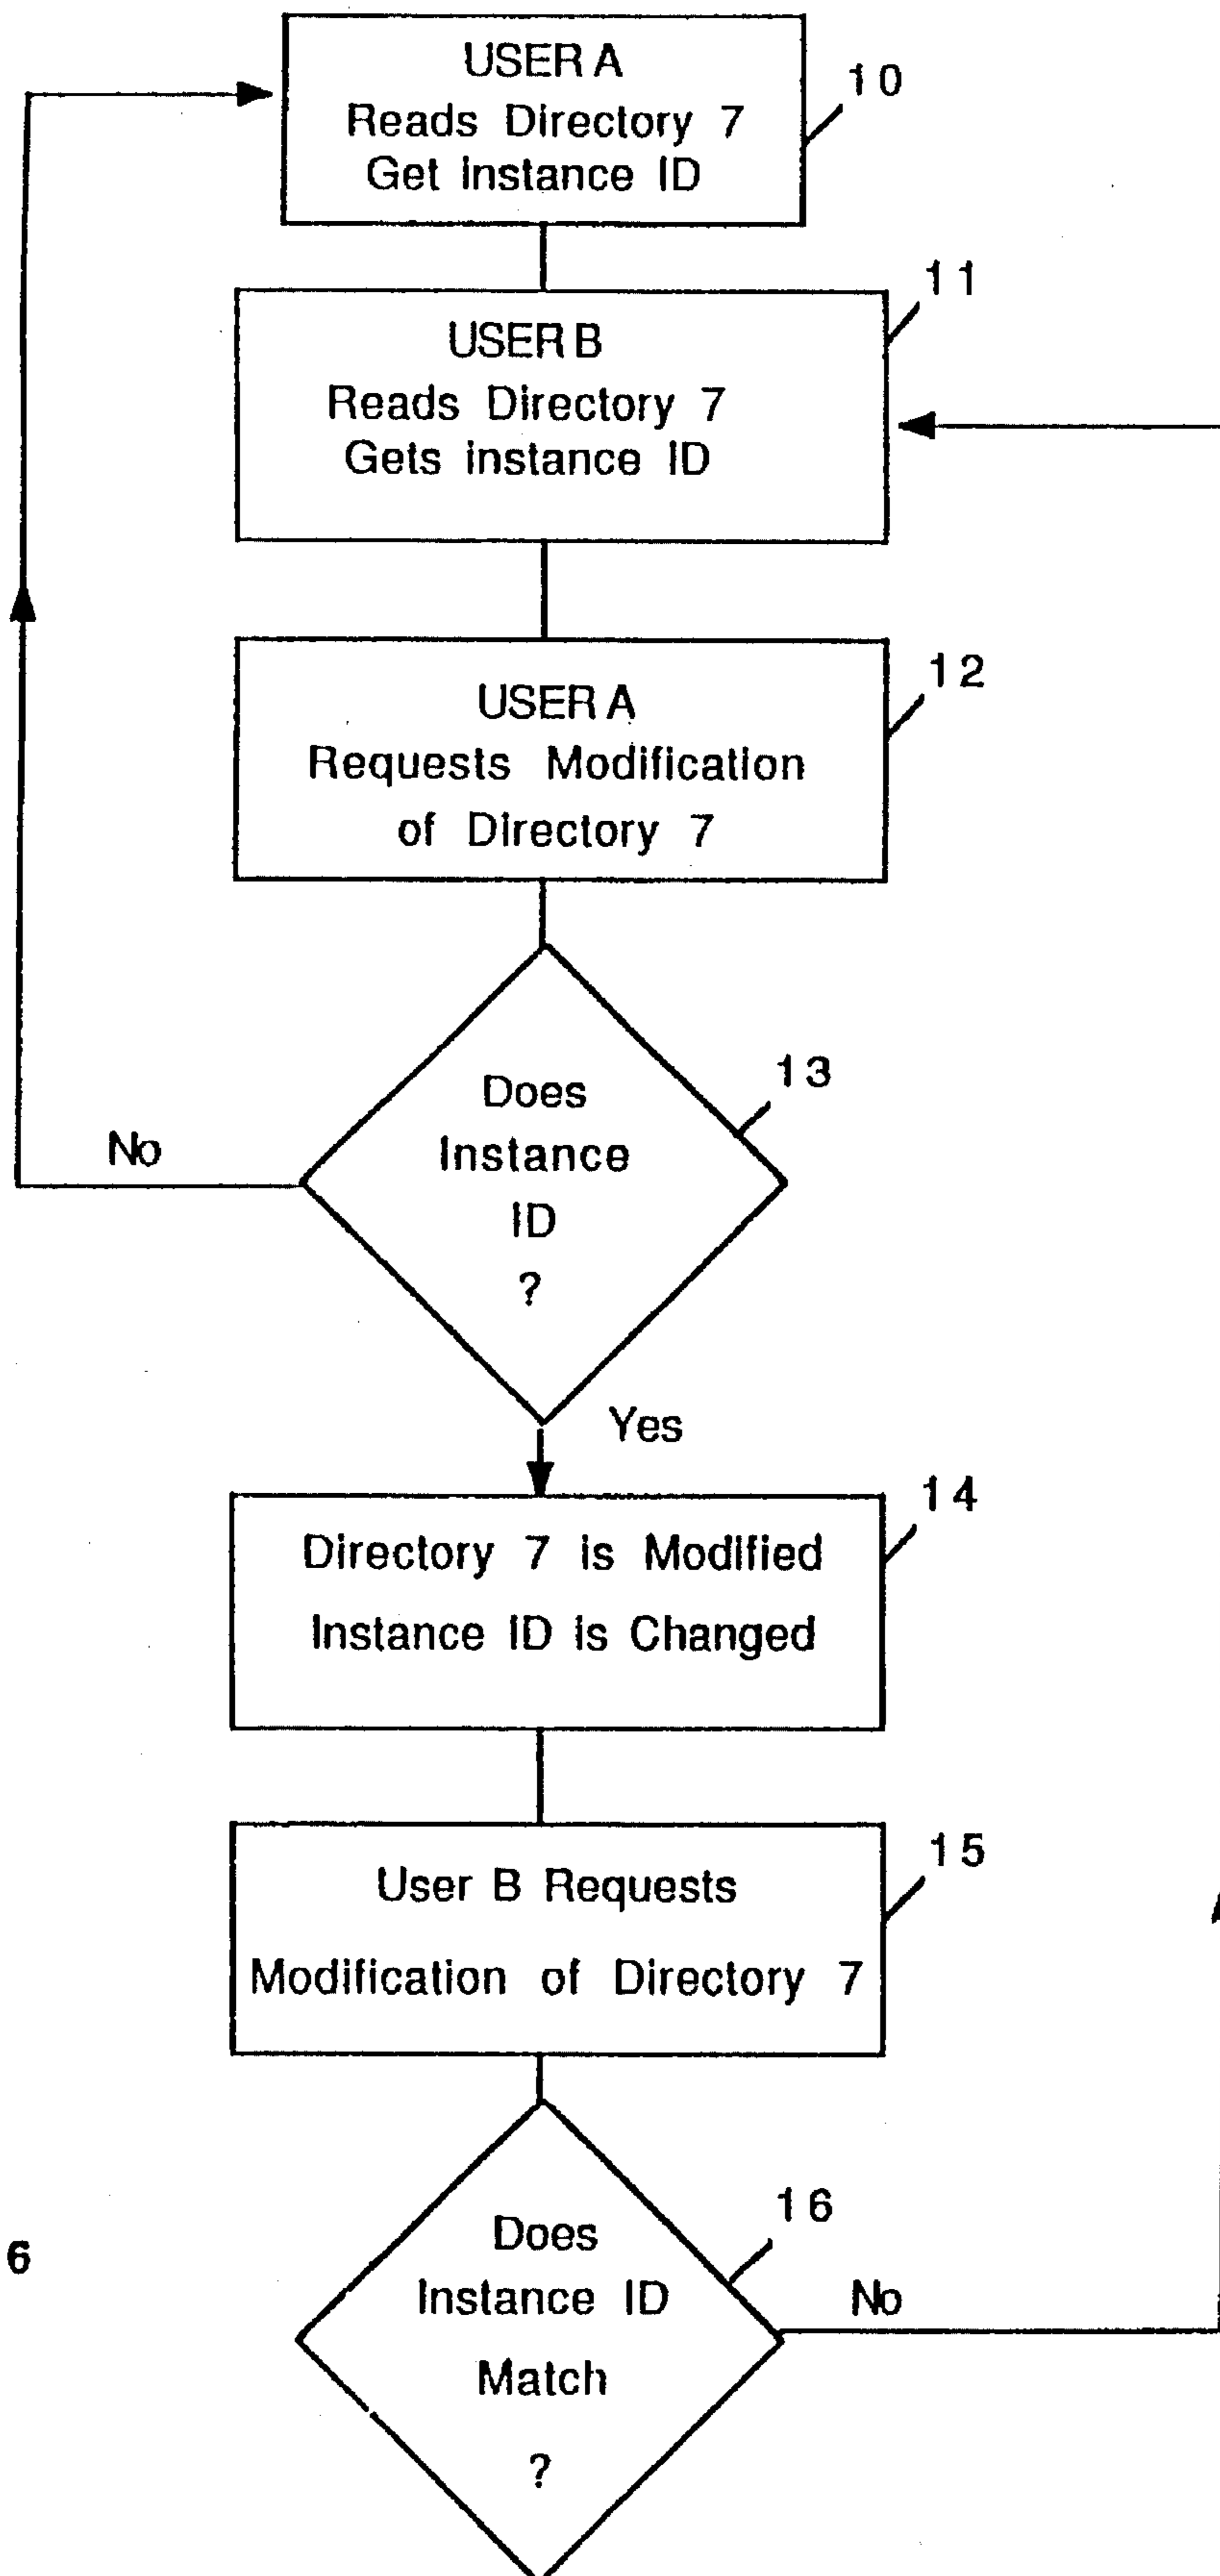 USER A
Reads Directory 7
Get Instance ID
10
USER B
Reads Directory 7
Gets instance ID
11
USER A
Requests Modification
of Directory 7
12
Does
Instance
ID
?
13
No
Yes
Directory 7 is Modified
Instance ID is Changed
14
User B Requests
Modification of Directory 7
15
Does
Instance ID
Match
?
16
No
6